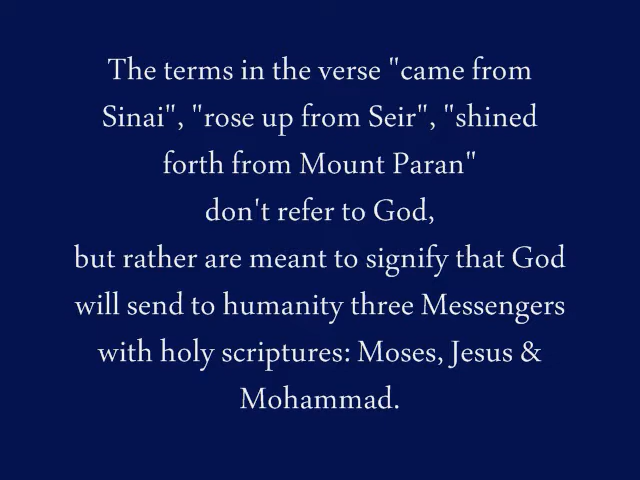 The terms in the verse "came from
Sinai", "rose up from Seir", "shined
forth from Mount Paran"
don't refer to God,
but rather are meant to signify that God
will send to humanity three Messengers
with holy scriptures: Moses, Jesus &
Mohammad.